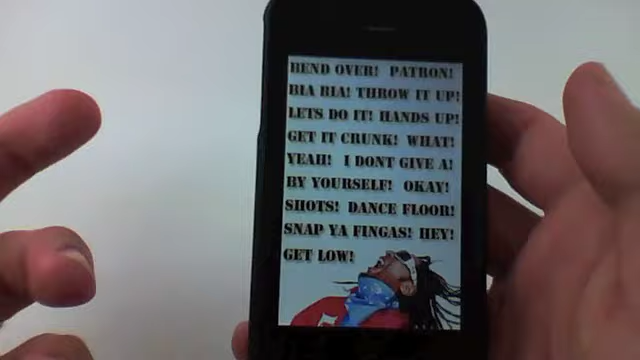 BEND OVER! PATRON!
BIA BIA! THROW IT UP!
LETS DO IT! HANDS UP!
GET IT CRUNK! WHAT!
YEAH! I DONT GIVE A!
BY YOURSELF! OKAY!
SHOTS! DANCE FLOOR!
SNAP YA FINGAS! HEY!
GET LOW!